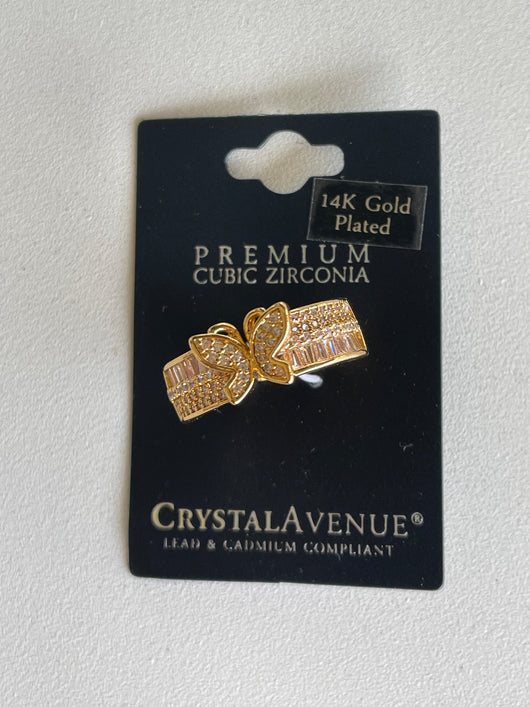 14K Gold
Plated
PREMIUM
CUBIC ZIRCONIA
CRYSTALAVENUE®
LEAD & CADMIUM COMPLIANT